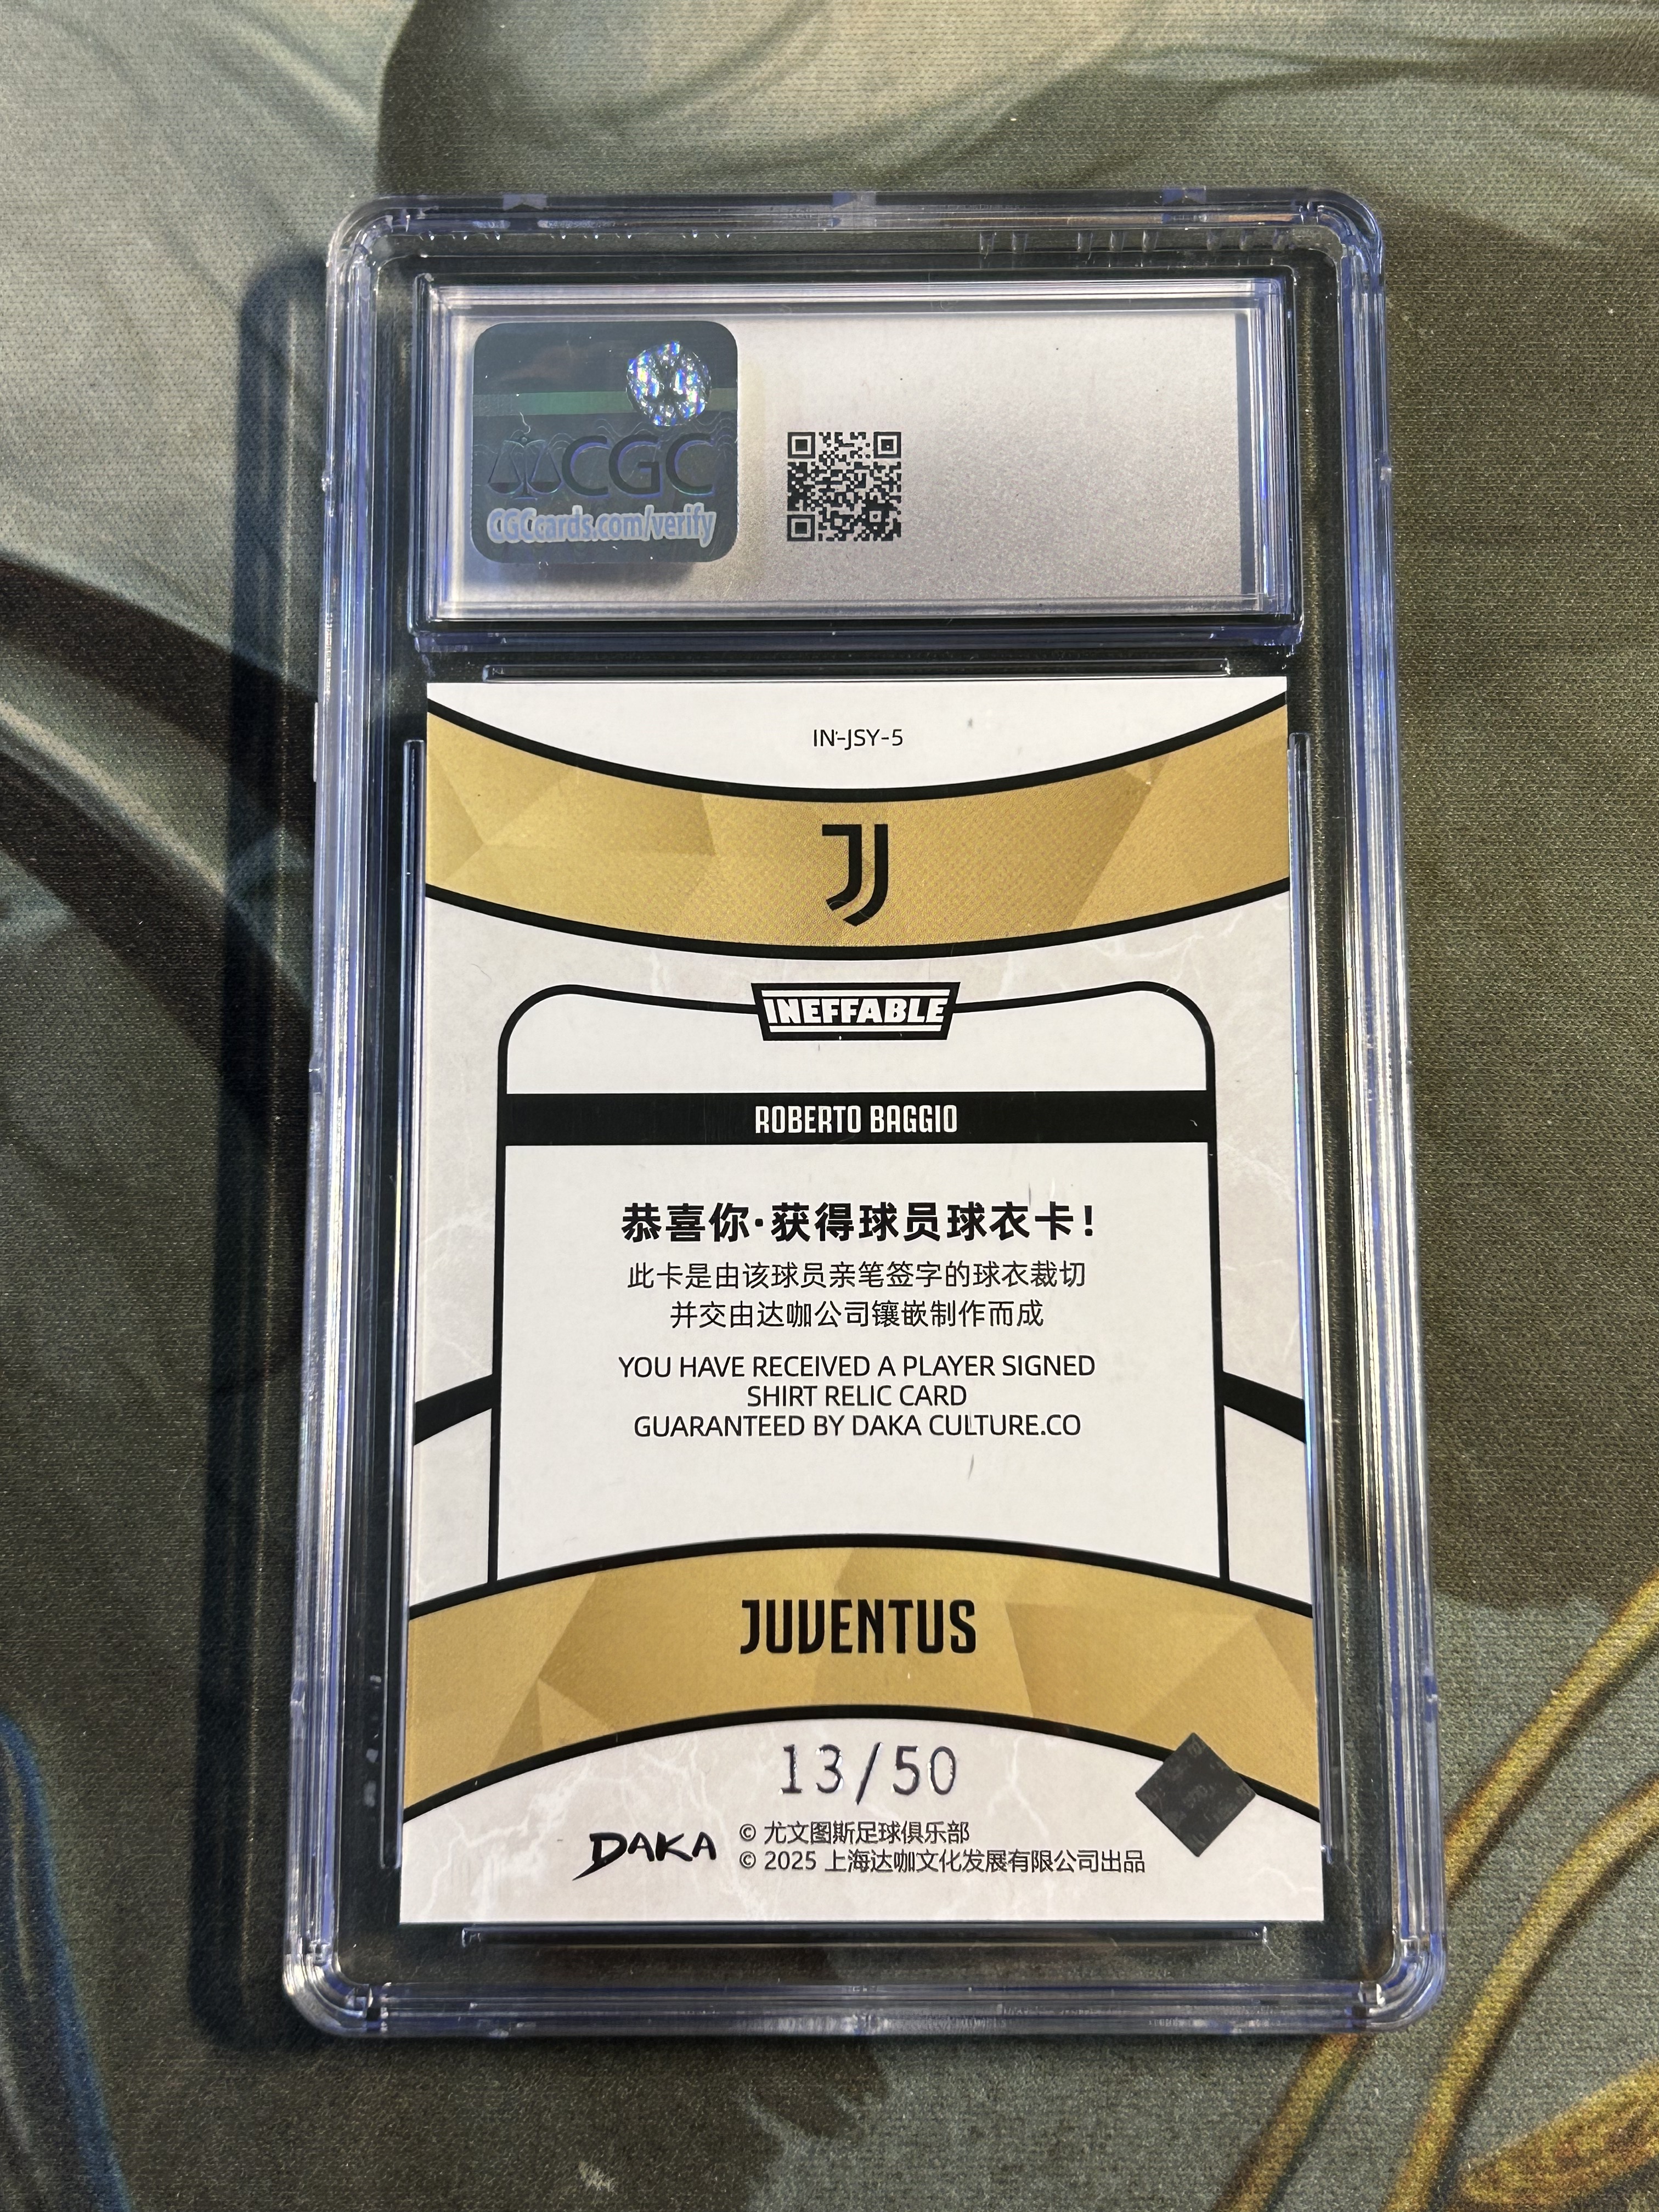 CGC
CGCcards.com/verify
IN-JSY-5
INEFFABLE
ROBERTO BAGGIO
恭喜你·获得球员球衣卡！
此卡是由该球员亲笔签字的球衣裁切
并交由达咖公司镶嵌制作而成
YOU HAVE RECEIVED A PLAYER SIGNED
SHIRT RELIC CARD
GUARANTEED BY DAKA CULTURE.CO
JUVENTUS
13/50
DAKA
© 尤文图斯足球俱乐部
© 2025 上海达咖文化发展有限公司出品